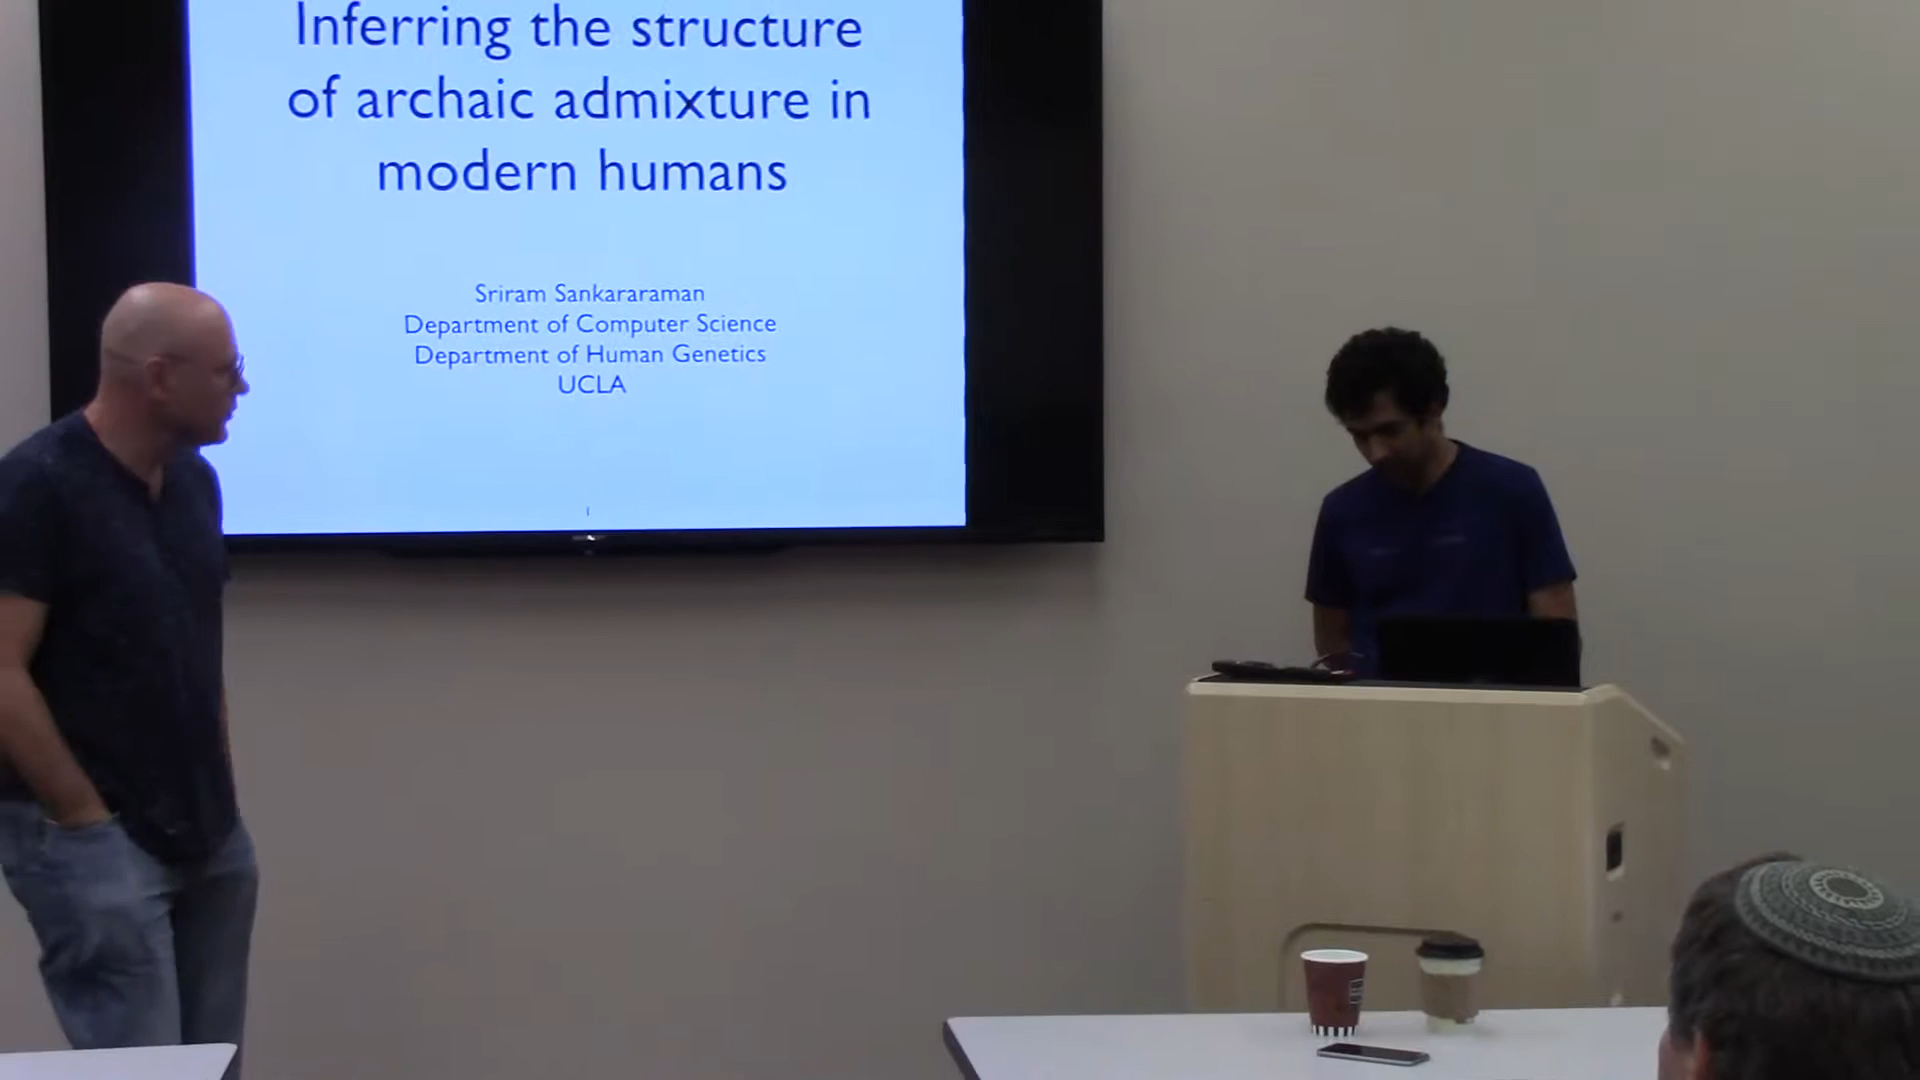 Inferring the structure
of archaic admixture in
modern humans
Sriram Sankararaman
Department of Computer Science
Department of Human Genetics
UCLA
1